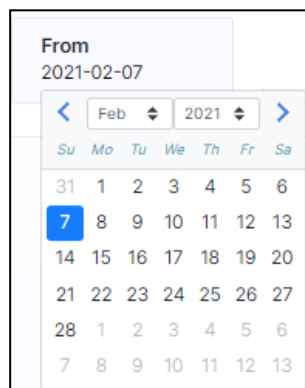 From
2021-02-07
Feb 2021
Su Mo Tu We Th Fr Sa
31 1 2 3 4 5 6
7 8 9 10 11 12 13
14 15 16 17 18 19 20
21 22 23 24 25 26 27
28 1 2 3 4 5 6
7 8 9 10 11 12 13